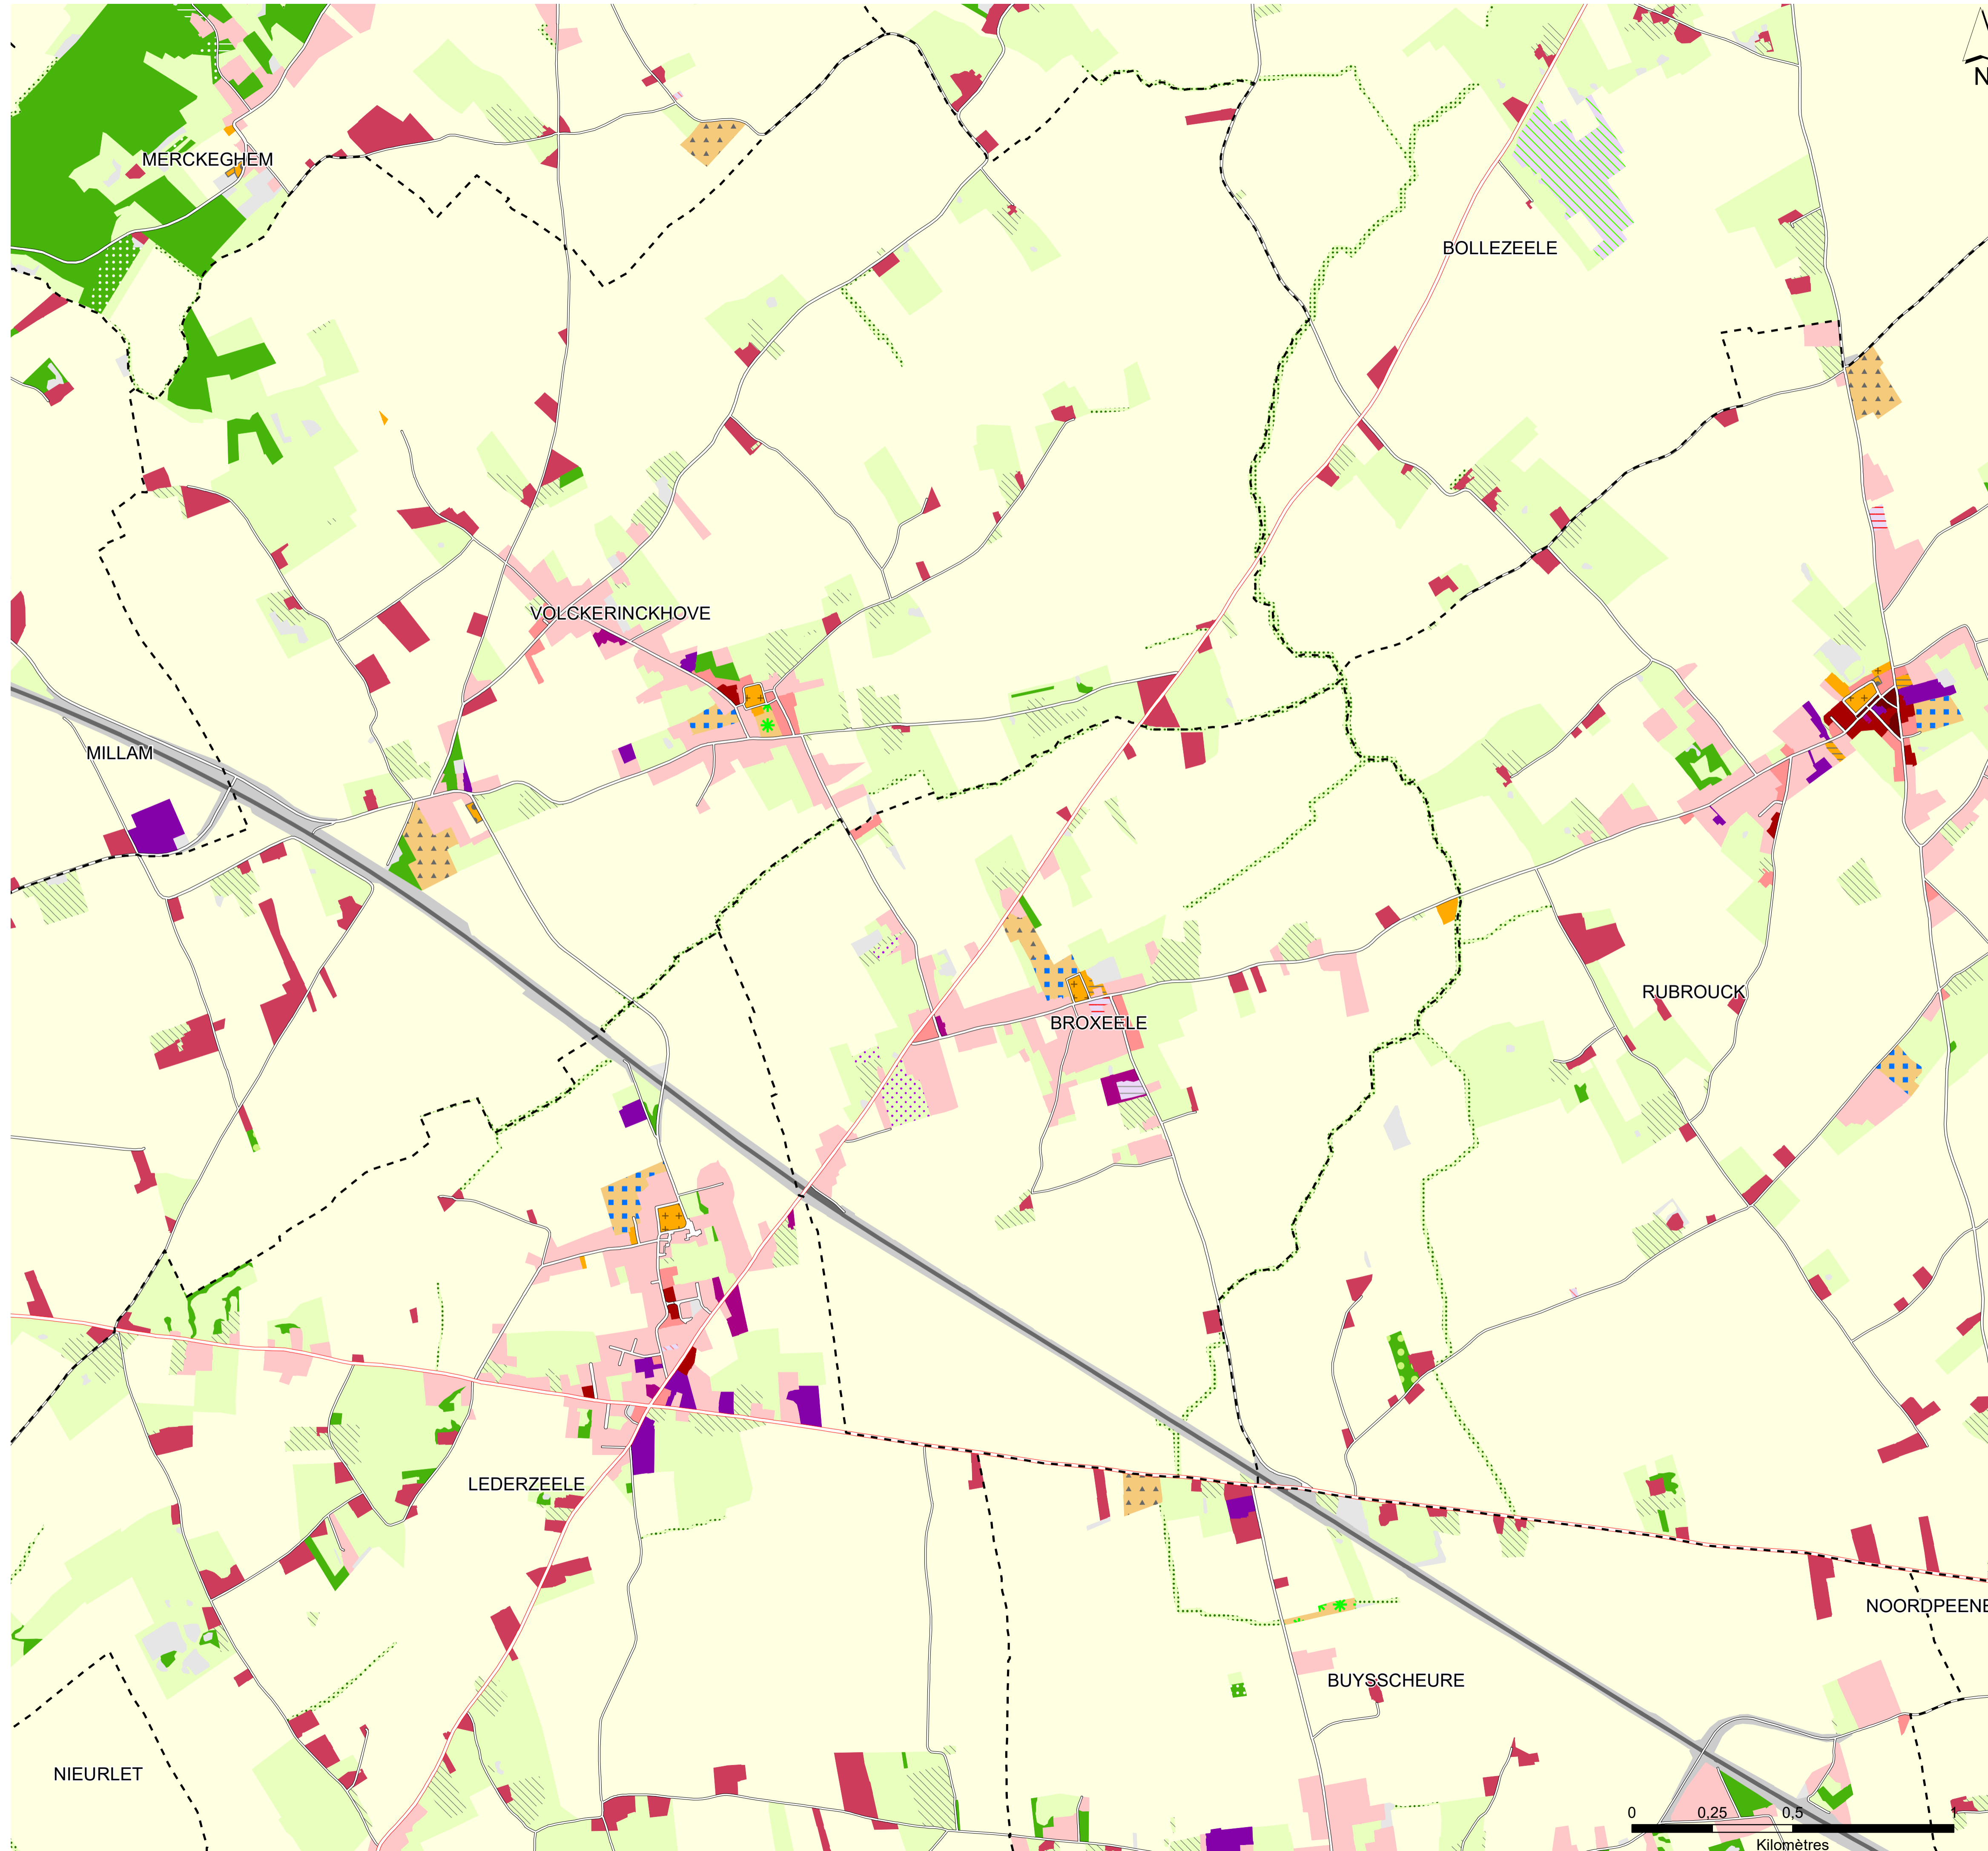 N
MERCKEGHEM
BOLLEZEELE
VOLCKERINCKHOVE
MILLAM
RUBROUCK
BROXEELE
LEDERZEELE
NOORDPEENE
BUYSSCHEURE
NIEURLET
0 0,25 0,5 1
Kilomètres